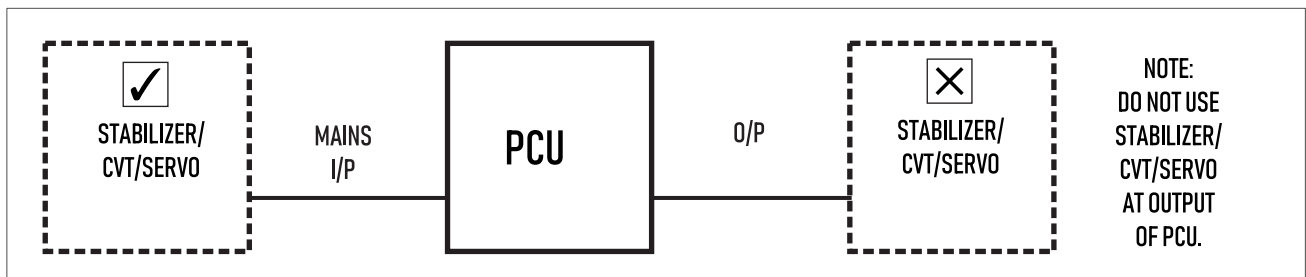 ✓
STABILIZER/
CVT/SERVO
MAINS
I/P
PCU
O/P
✕
STABILIZER/
CVT/SERVO
NOTE:
DO NOT USE
STABILIZER/
CVT/SERVO
AT OUTPUT
OF PCU.